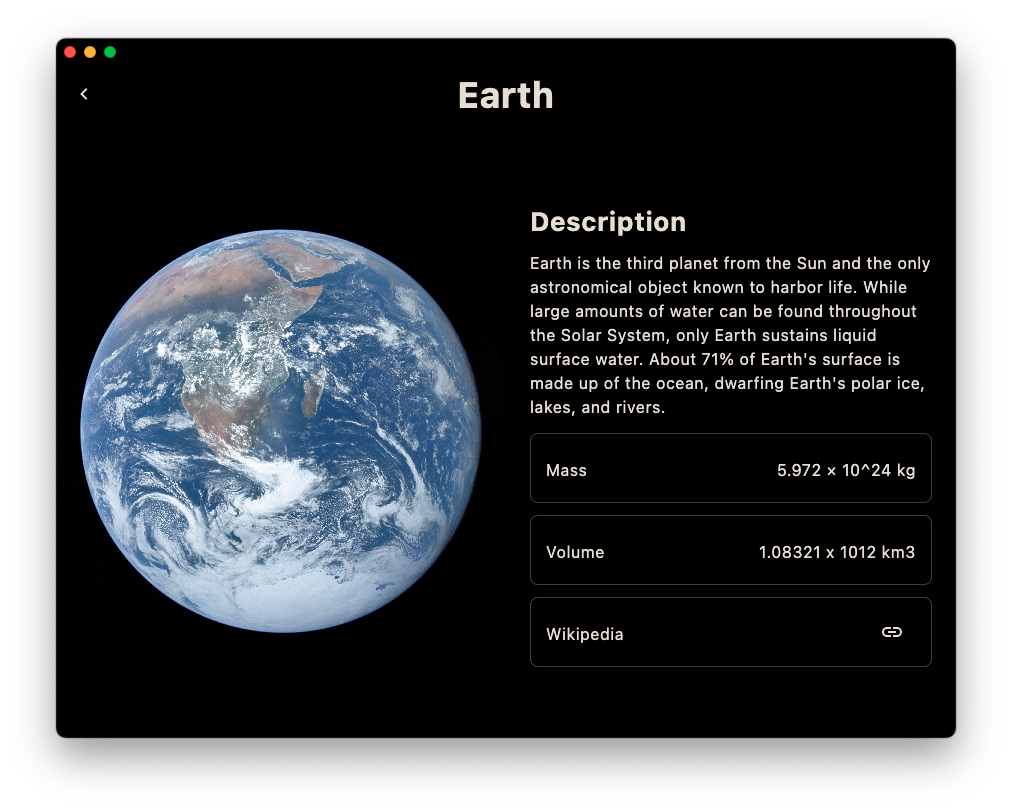 Earth
Description
Earth is the third planet from the Sun and the only
astronomical object known to harbor life. While
large amounts of water can be found throughout
the Solar System, only Earth sustains liquid
surface water. About 71% of Earth's surface is
made up of the ocean, dwarfing Earth's polar ice,
lakes, and rivers.
Mass 5.972 × 10^24 kg
Volume 1.08321 x 1012 km3
Wikipedia